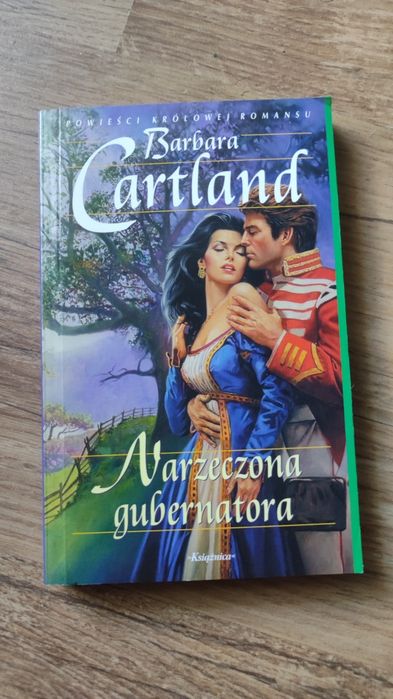 POWIEŚCI KRÓLOWEJ ROMANSU
Barbara
Cartland
Narzeczona
gubernatora
»Książnica«